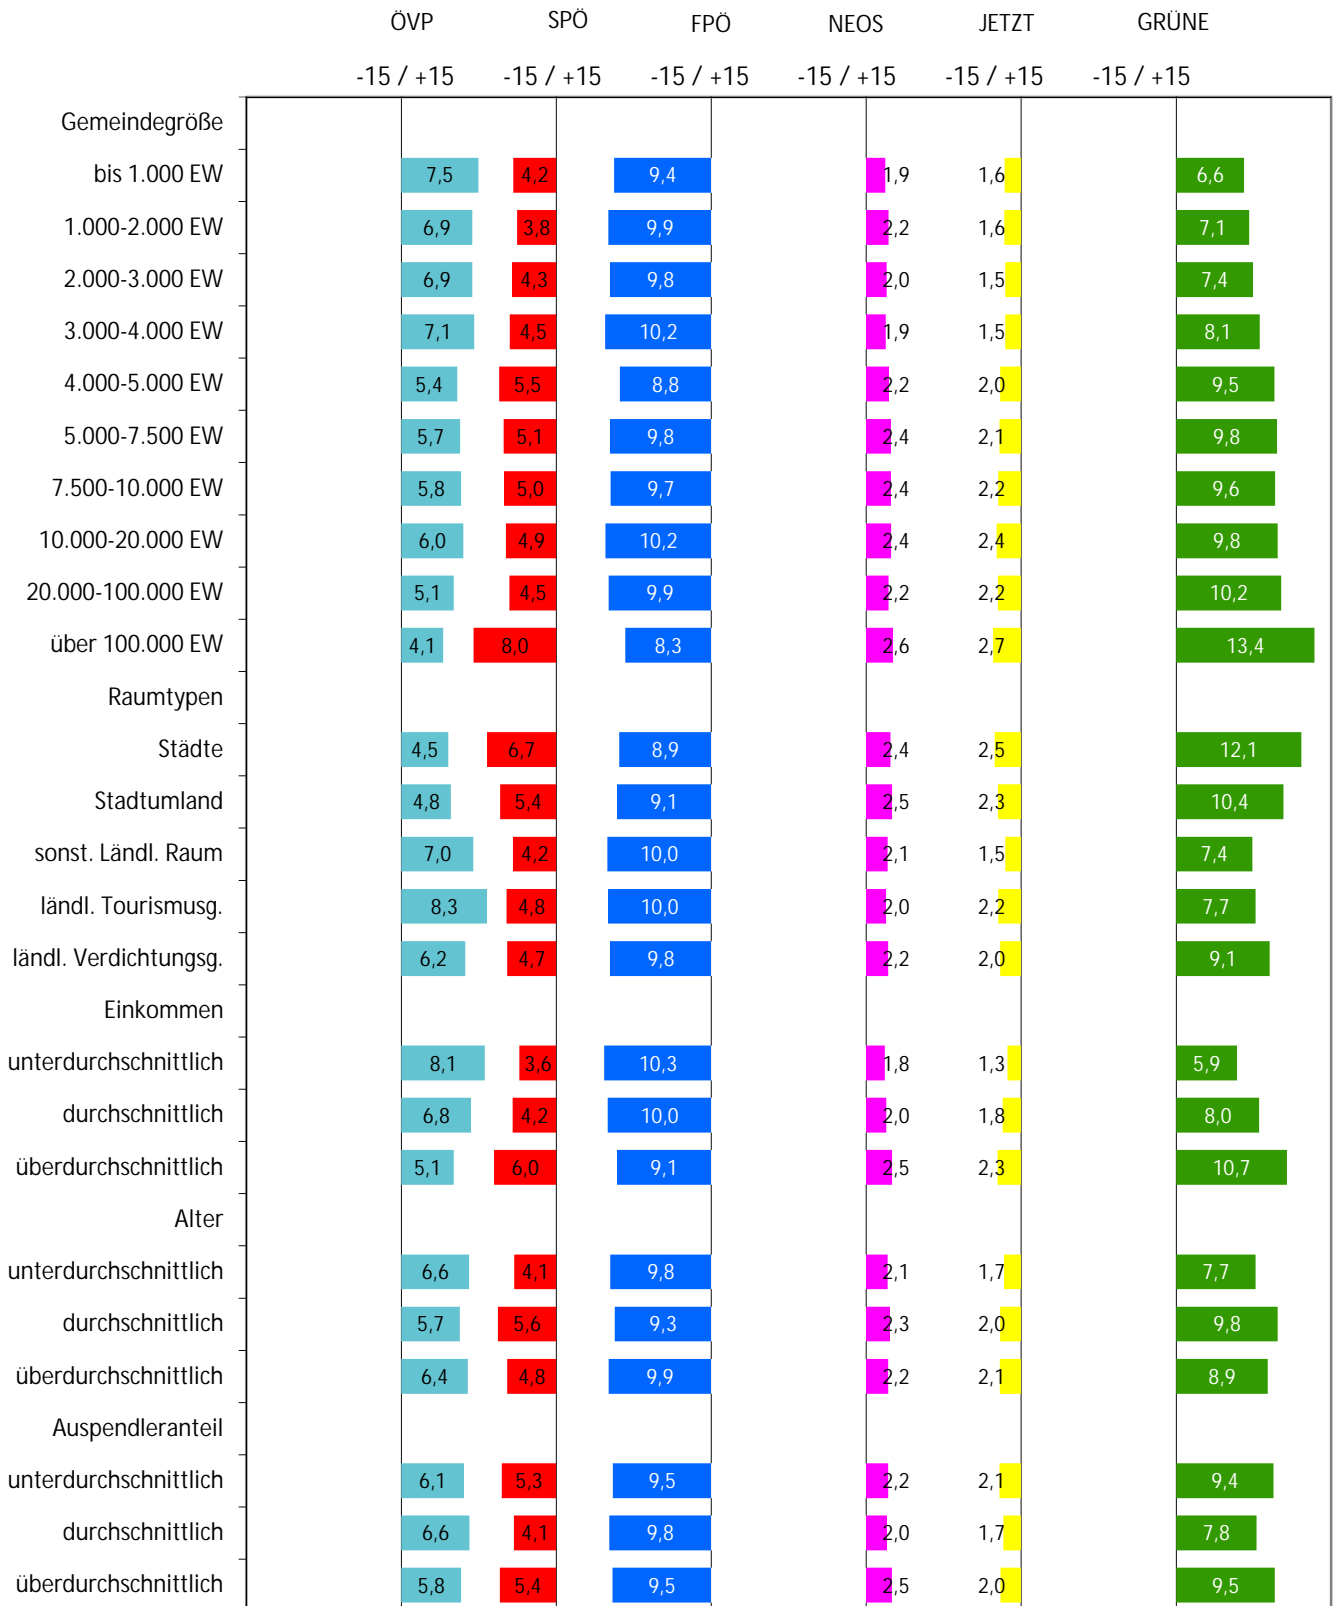 ÖVP SPÖ FPÖ NEOS JETZT GRÜNE
-15 / +15 -15 / +15 -15 / +15 -15 / +15 -15 / +15 -15 / +15
Gemeindegröße
bis 1.000 EW 7,5 4,2 9,4 1,9 1,6 6,6
1.000-2.000 EW 6,9 3,8 9,9 2,2 1,6 7,1
2.000-3.000 EW 6,9 4,3 9,8 2,0 1,5 7,4
3.000-4.000 EW 7,1 4,5 10,2 1,9 1,5 8,1
4.000-5.000 EW 5,4 5,5 8,8 2,2 2,0 9,5
5.000-7.500 EW 5,7 5,1 9,8 2,4 2,1 9,8
7.500-10.000 EW 5,8 5,0 9,7 2,4 2,2 9,6
10.000-20.000 EW 6,0 4,9 10,2 2,4 2,4 9,8
20.000-100.000 EW 5,1 4,5 9,9 2,2 2,2 10,2
über 100.000 EW 4,1 8,0 8,3 2,6 2,7 13,4
Raumtypen
Städte 4,5 6,7 8,9 2,4 2,5 12,1
Stadtumland 4,8 5,4 9,1 2,5 2,3 10,4
sonst. Ländl. Raum 7,0 4,2 10,0 2,1 1,5 7,4
ländl. Tourismusg. 8,3 4,8 10,0 2,0 2,2 7,7
ländl. Verdichtungsg. 6,2 4,7 9,8 2,2 2,0 9,1
Einkommen
unterdurchschnittlich 8,1 3,6 10,3 1,8 1,3 5,9
durchschnittlich 6,8 4,2 10,0 2,0 1,8 8,0
überdurchschnittlich 5,1 6,0 9,1 2,5 2,3 10,7
Alter
unterdurchschnittlich 6,6 4,1 9,8 2,1 1,7 7,7
durchschnittlich 5,7 5,6 9,3 2,3 2,0 9,8
überdurchschnittlich 6,4 4,8 9,9 2,2 2,1 8,9
Auspendleranteil
unterdurchschnittlich 6,1 5,3 9,5 2,2 2,1 9,4
durchschnittlich 6,6 4,1 9,8 2,0 1,7 7,8
überdurchschnittlich 5,8 5,4 9,5 2,5 2,0 9,5